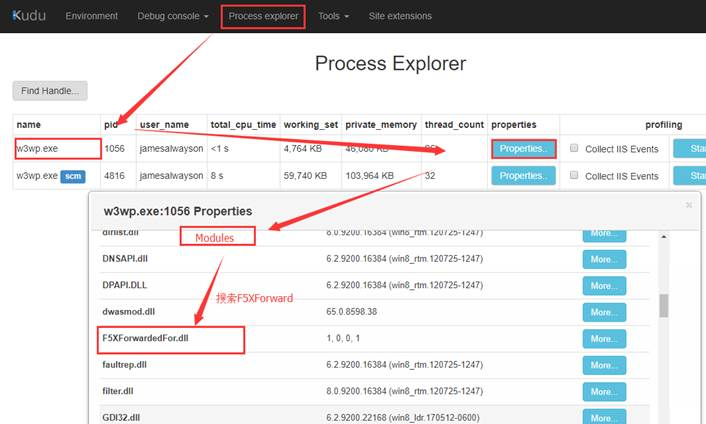 Kudu Environment Debug console Process explorer Tools Site extensions
Process Explorer
Find Handle...
name pid user_name total_cpu_time working_set private_memory thread_count properties profiling
w3wp.exe 1056 jamesalwayson <1 s 4,764 KB 46,080 KB Properties.. Collect IIS Events
w3wp.exe scm 4816 jamesalwayson 8 s 59,740 KB 103,964 KB 32 Properties.. Collect IIS Events
w3wp.exe:1056 Properties
dfrlist.dll 8.0.9200.16384 (win8_rtm.120725-1247) More...
Modules
DNSAPI.dll 6.2.9200.16384 (win8_rtm.120725-1247) More...
DPAPI.DLL 6.2.9200.16384 (win8_rtm.120725-1247) More...
搜索F5XForward
dwasmod.dll 65.0.8598.38 More...
F5XForwardedFor.dll 1, 0, 0, 1 More...
faultrep.dll 6.2.9200.16384 (win8_rtm.120725-1247) More...
filter.dll 8.0.9200.16384 (win8_rtm.120725-1247) More...
GDI32.dll 6.2.9200.22168 (win8_ldr.170512-0600) More...